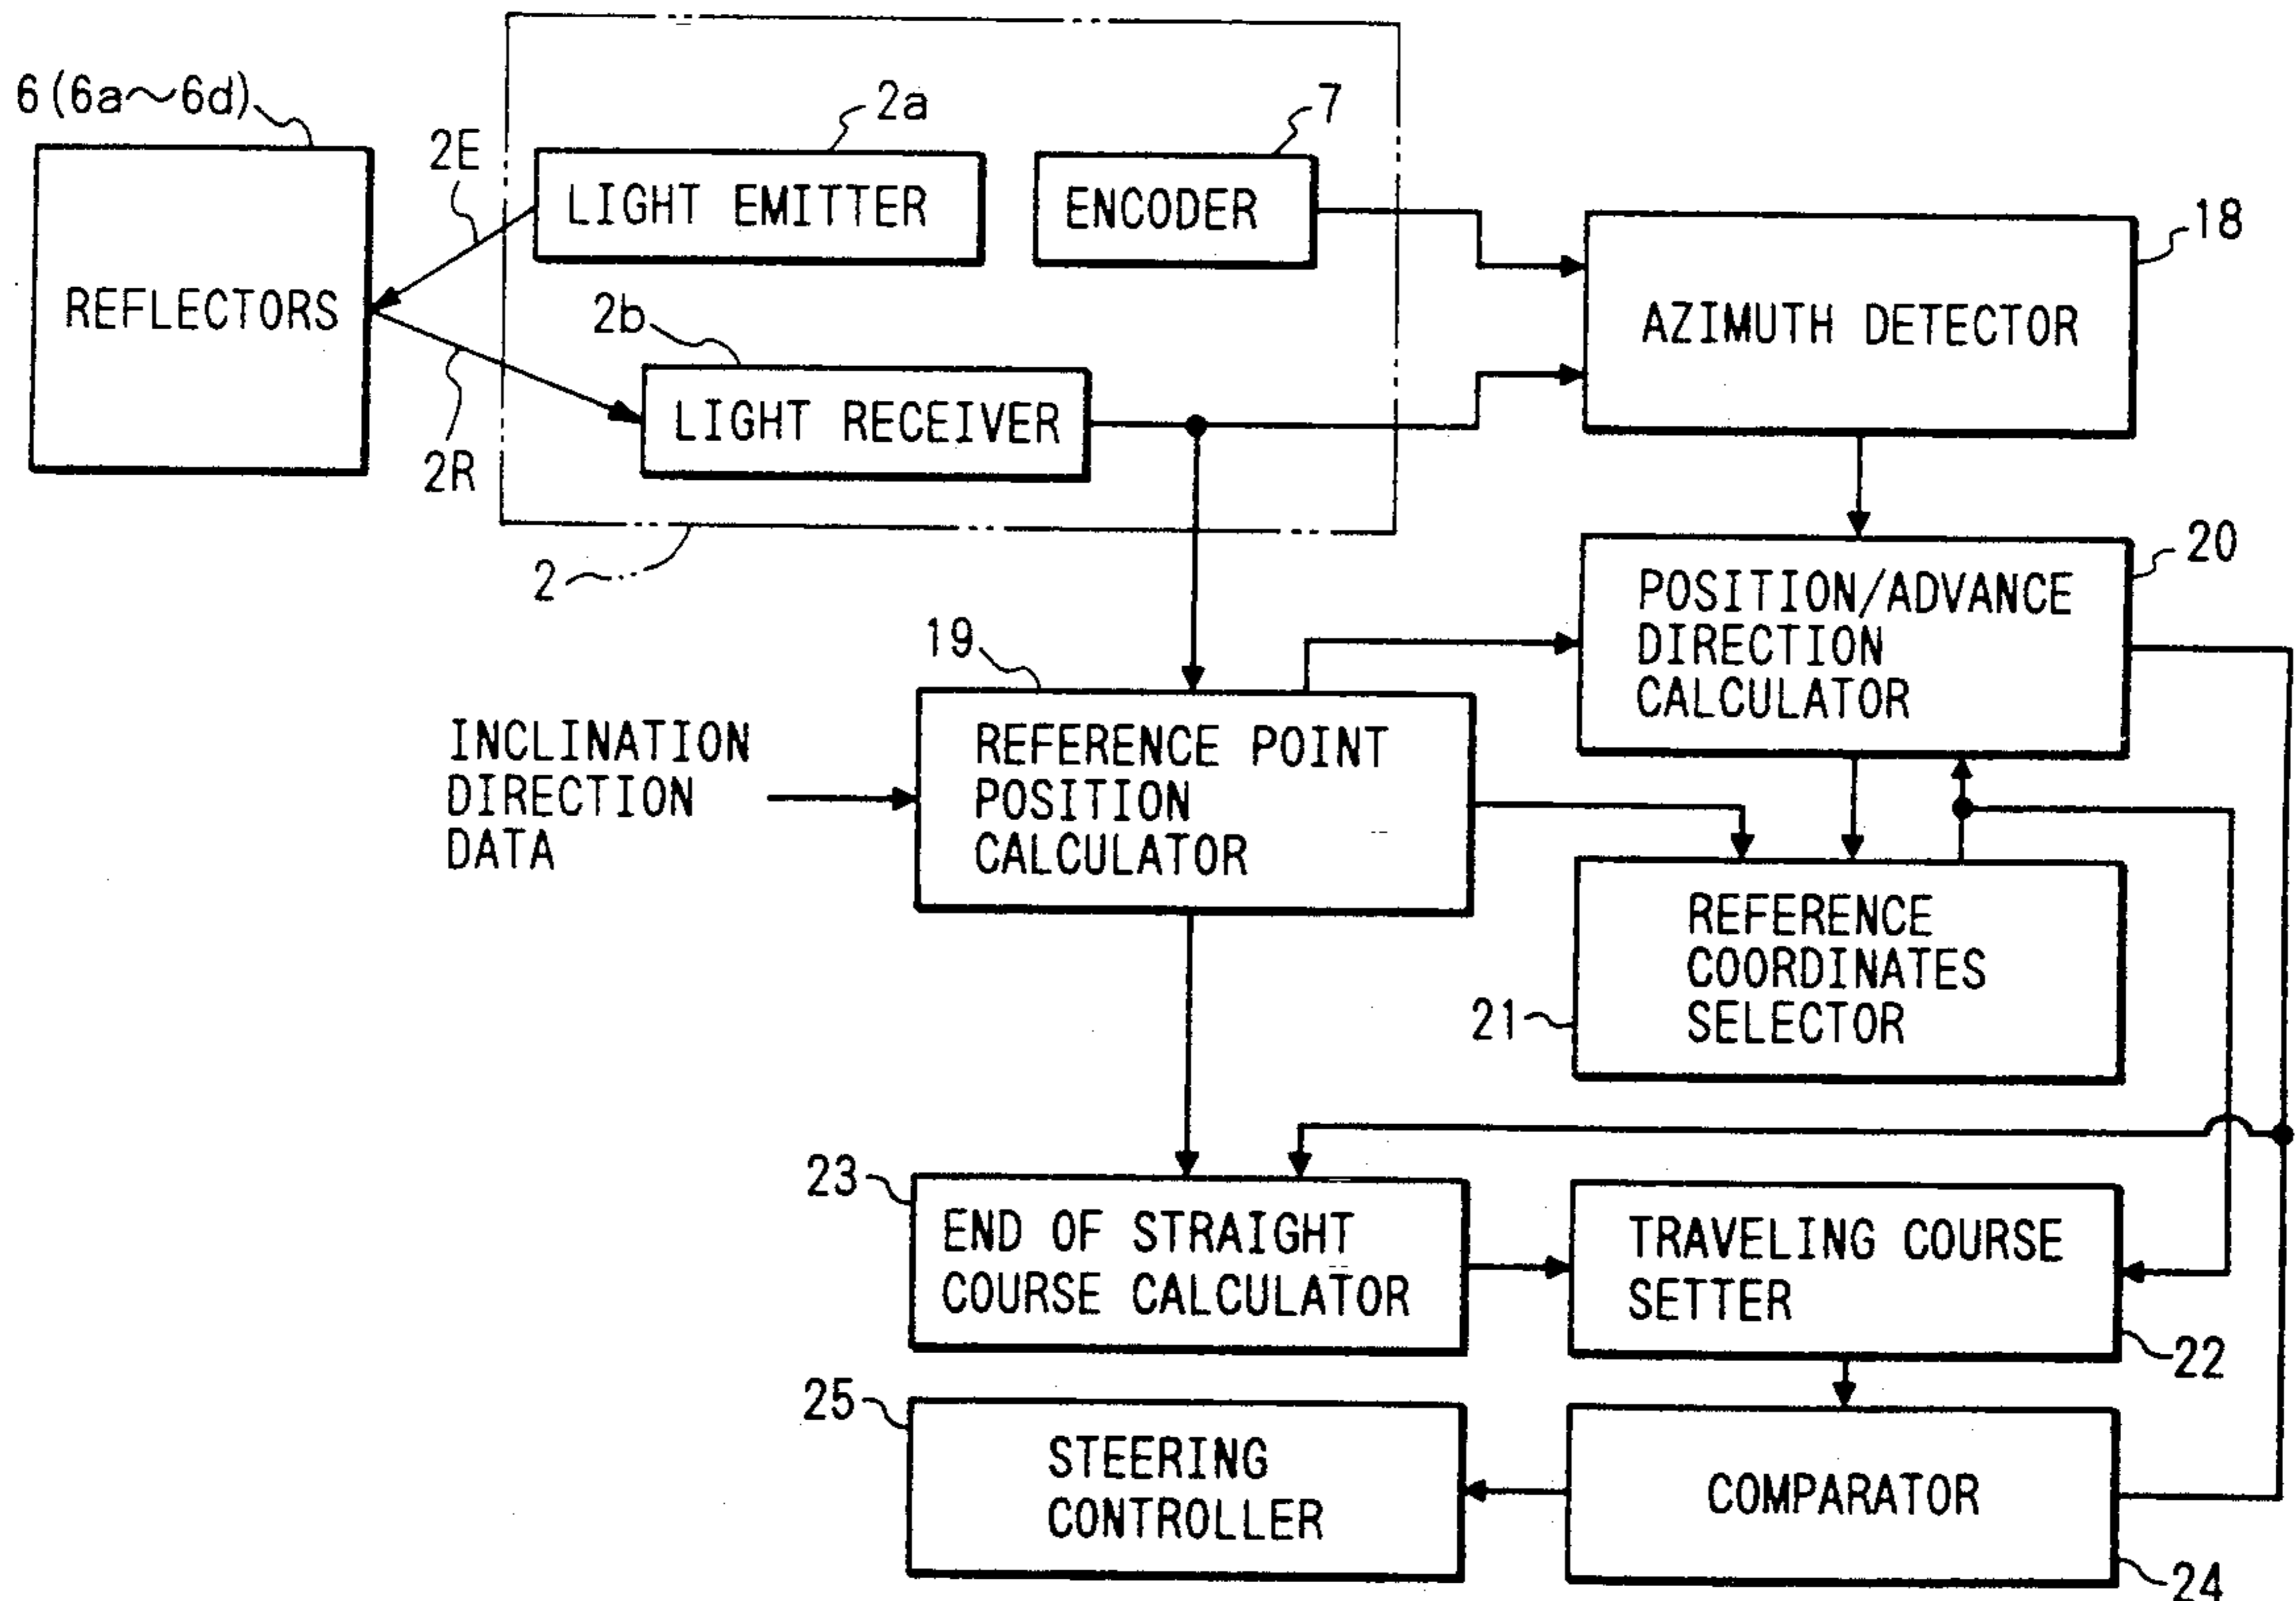 6(6a~6d)
2E
2a
7
LIGHT EMITTER
ENCODER
18
REFLECTORS
2b
AZIMUTH DETECTOR
LIGHT RECEIVER
2R
2
20
POSITION/ADVANCE
DIRECTION
CALCULATOR
19
INCLINATION
DIRECTION
DATA
REFERENCE POINT
POSITION
CALCULATOR
REFERENCE
COORDINATES
SELECTOR
21
23
END OF STRAIGHT
COURSE CALCULATOR
TRAVELING COURSE
SETTER
22
25
STEERING
CONTROLLER
COMPARATOR
24